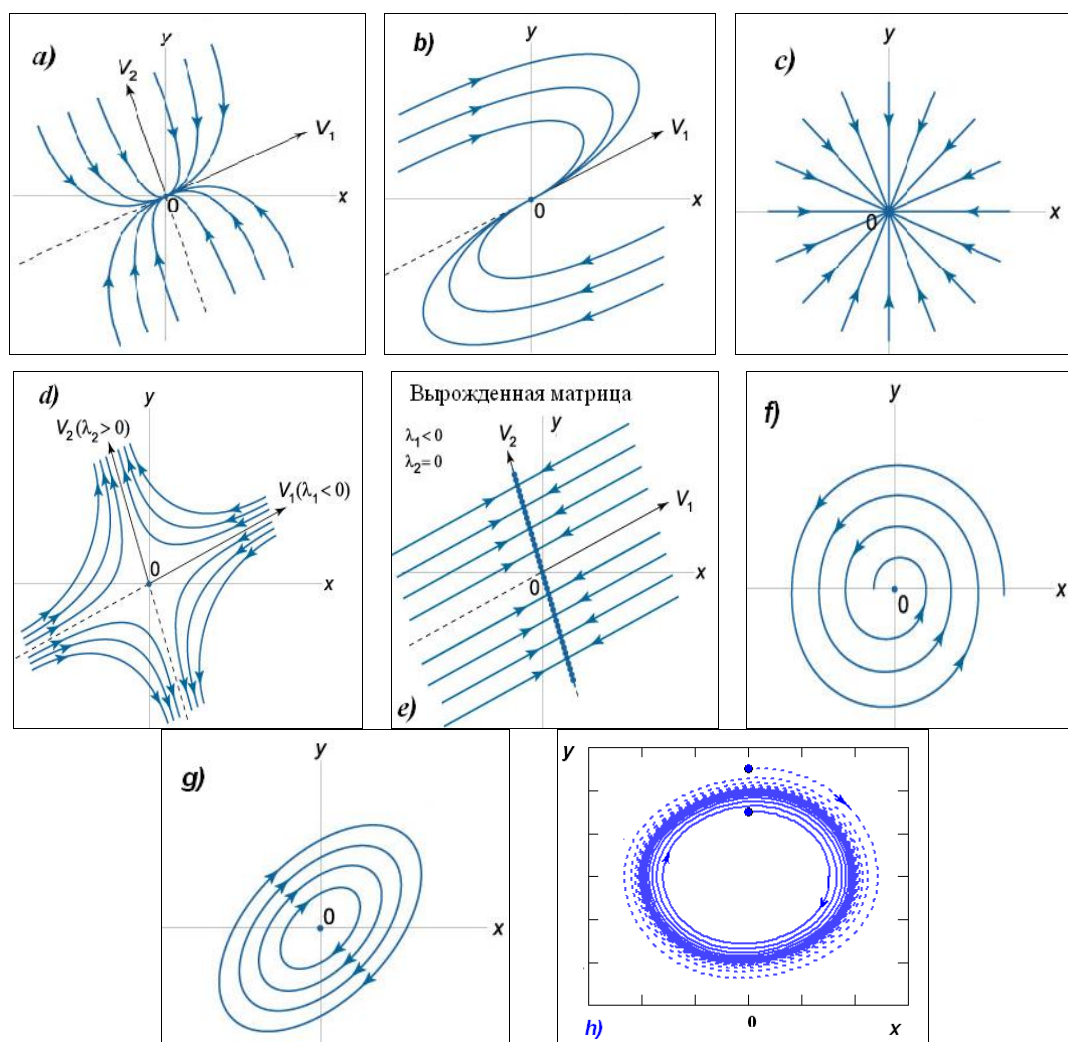 a)
y
V2
V1
0
x
b)
y
V1
0
x
c)
y
0
x
d)
y
V2(λ2> 0)
V1(λ1< 0)
0
x
Вырожденная матрица
λ1< 0
λ2= 0
V2
y
V1
x
0
e)
f)
y
0
x
g)
y
0
x
y
h)
0
x